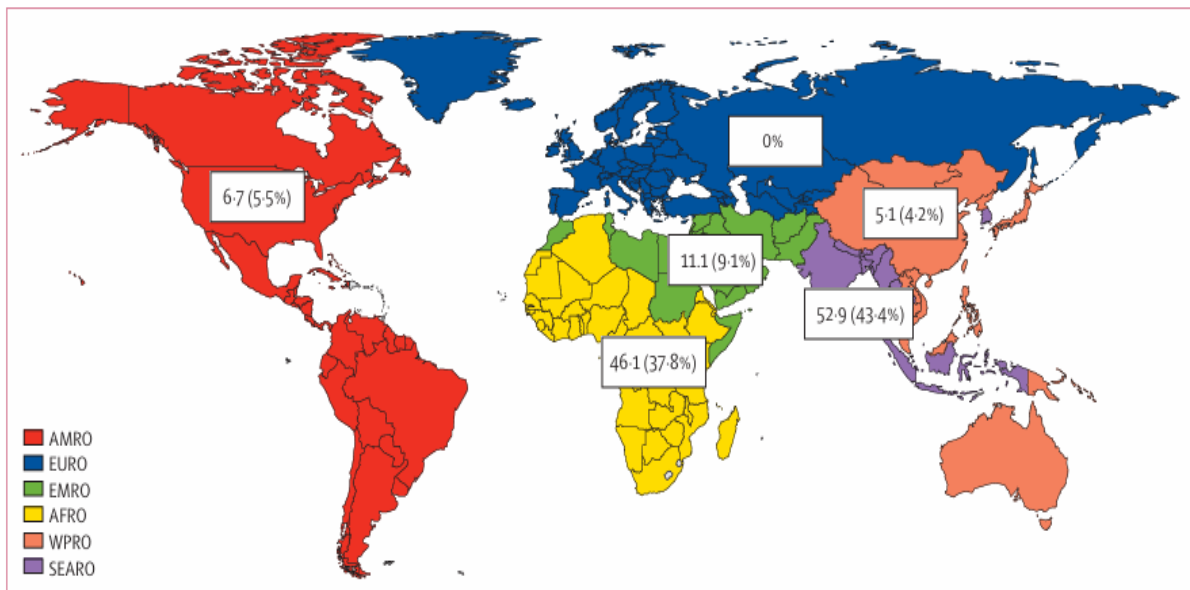 0%
6·7 (5·5%)
5·1 (4·2%)
11.1 (9·1%)
52·9 (43·4%)
46·1 (37·8%)
AMRO
EURO
EMRO
AFRO
WPRO
SEARO